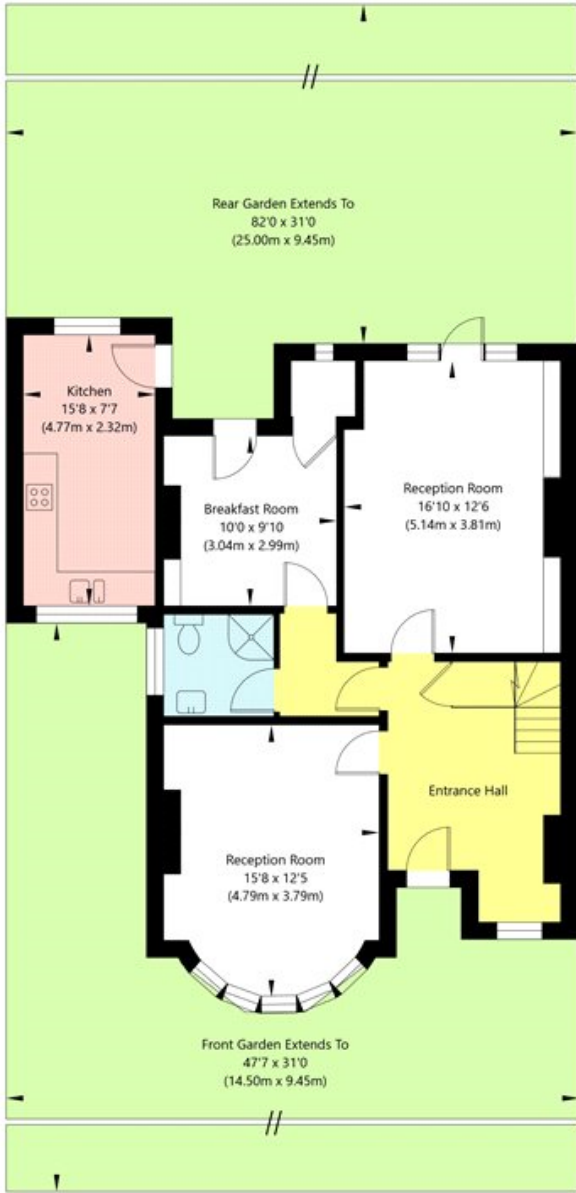 Rear Garden Extends To
82'0 x 31'0
(25.00m x 9.45m)
Kitchen
15'8 x 7'7
(4.77m x 2.32m)
Breakfast Room
10'0 x 9'10
(3.04m x 2.99m)
Reception Room
16'10 x 12'6
(5.14m x 3.81m)
Entrance Hall
Reception Room
15'8 x 12'5
(4.79m x 3.79m)
Front Garden Extends To
47'7 x 31'0
(14.50m x 9.45m)